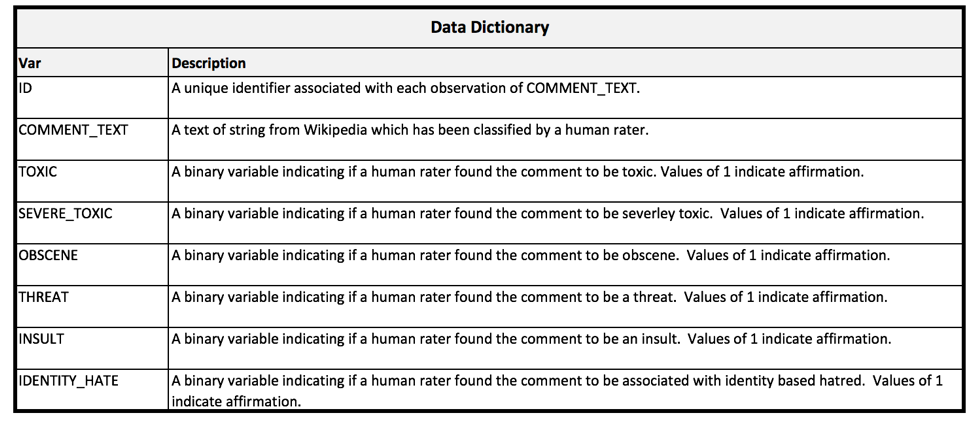 Data Dictionary
Var Description
ID A unique identifier associated with each observation of COMMENT_TEXT.
COMMENT_TEXT A text of string from Wikipedia which has been classified by a human rater.
TOXIC A binary variable indicating if a human rater found the comment to be toxic. Values of 1 indicate affirmation.
SEVERE_TOXIC A binary variable indicating if a human rater found the comment to be severley toxic.  Values of 1 indicate affirmation.
OBSCENE A binary variable indicating if a human rater found the comment to be obscene.  Values of 1 indicate affirmation.
THREAT A binary variable indicating if a human rater found the comment to be a threat.  Values of 1 indicate affirmation.
INSULT A binary variable indicating if a human rater found the comment to be an insult.  Values of 1 indicate affirmation.
IDENTITY_HATE A binary variable indicating if a human rater found the comment to be associated with identity based hatred.  Values of 1
indicate affirmation.